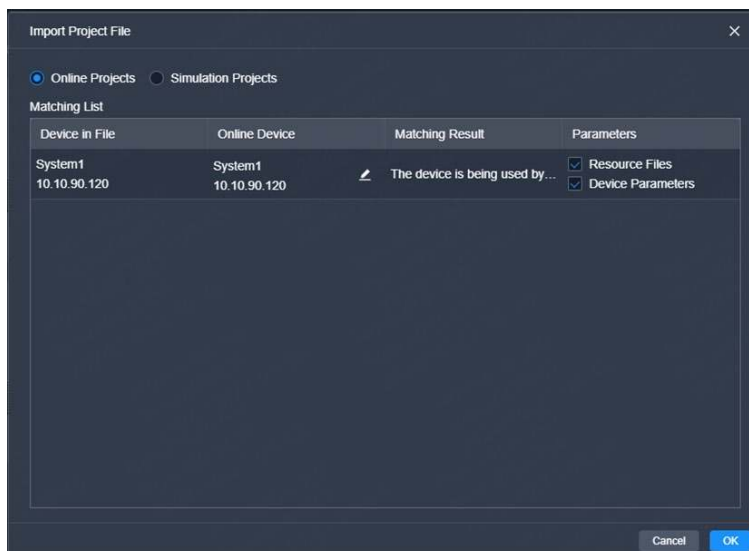 Import Project File
Online Projects Simulation Projects
Matching List
Device in File Online Device Matching Result Parameters
System1 System1 The device is being used by... Resource Files
10.10.90.120 10.10.90.120 Device Parameters
Cancel OK